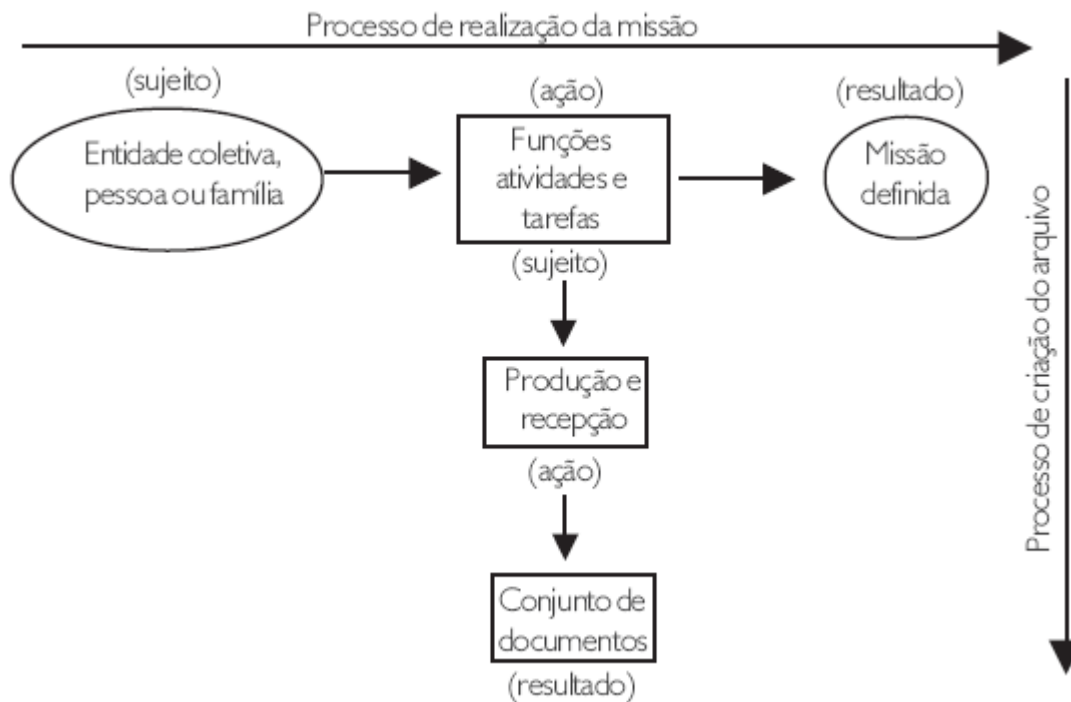 Processo de realização da missão
(sujeito)
(ação)
(resultado)
Entidade coletiva,
pessoa ou família
Funções
atividades e
tarefas
Missão
definida
(sujeito)
Produção e
recepção
(ação)
Conjunto de
documentos
(resultado)
Processo de criação do arquivo